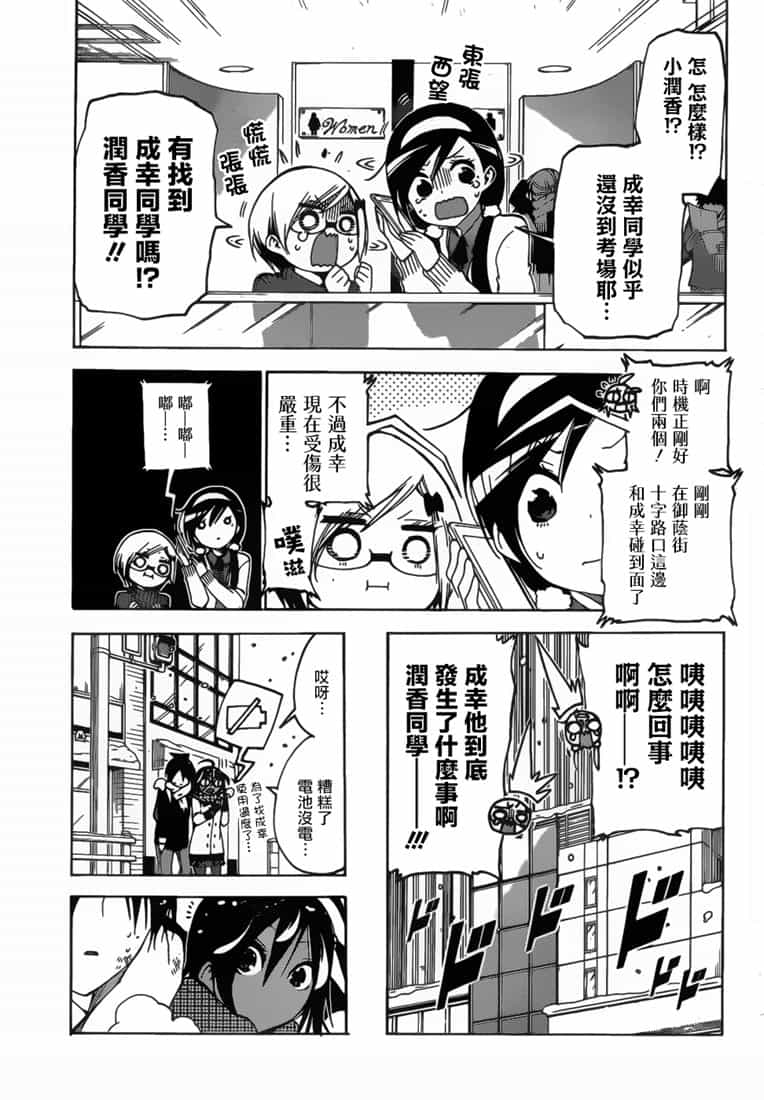 怎 怎麼樣!?
小潤香!?
成幸同學似乎
還沒到考場耶…
東張
西望
Women
慌慌
張張
有找到
成幸同學嗎!?
潤香同學!!
啊
時機正剛好
你們兩個!
剛剛
在御蔭街
十字路口這邊
和成幸碰到面了
不過成幸
現在受傷很
嚴重…
噗滋
嘟—嘟—
嘟……
咦咦咦咦咦
怎麼回事
啊啊——!?
成幸他到底
發生了什麼事啊
潤香同學——!!!
ドドド
哎呀…
糟糕了
電池沒電…
為了找成幸
使用過度了…